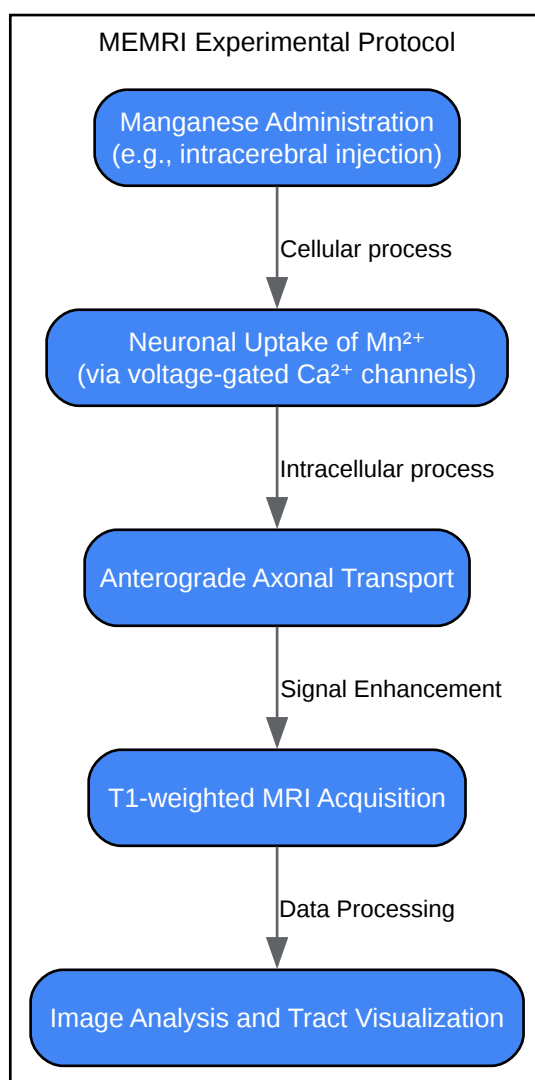 MEMRI Experimental Protocol
Manganese Administration
(e.g., intracerebral injection)
Cellular process
Neuronal Uptake of Mn²⁺
(via voltage-gated Ca²⁺ channels)
Intracellular process
Anterograde Axonal Transport
Signal Enhancement
T1-weighted MRI Acquisition
Data Processing
Image Analysis and Tract Visualization